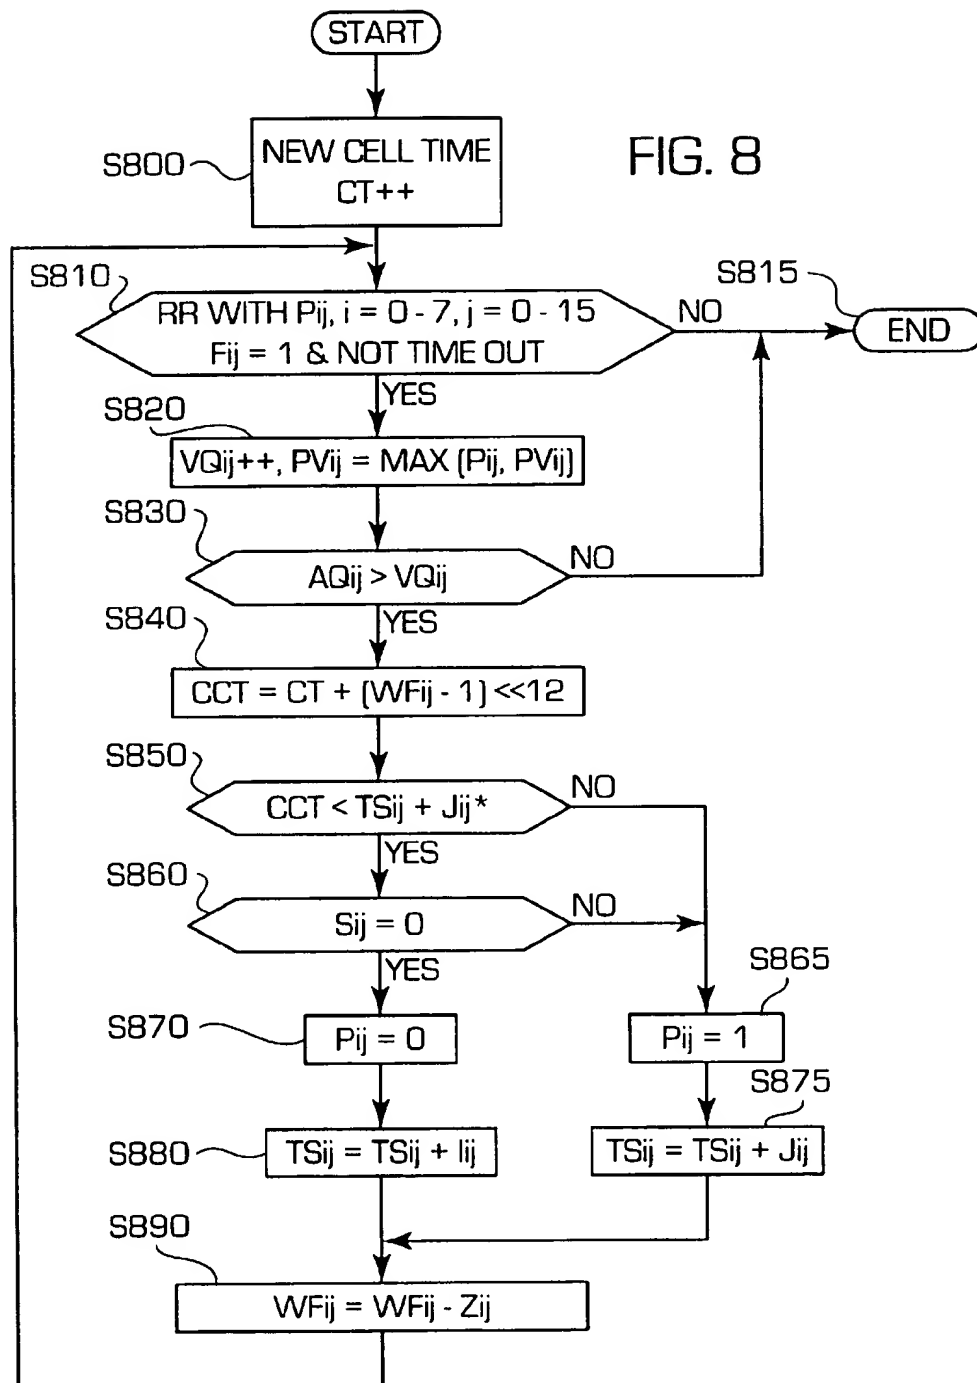 START
NEW CELL TIME
CT++
S800
FIG. 8
S810
RR WITH Pij, i = 0 - 7, j = 0 - 15
Fij = 1 & NOT TIME OUT
NO
S815
END
YES
S820
VQij++, PVij = MAX (Pij, PVij)
S830
AQij > VQij
NO
YES
S840
CCT = CT + (WFij - 1) <<12
S850
CCT < TSij + Jij*
NO
YES
S860
Sij = 0
NO
YES
S865
S870
Pij = 0
Pij = 1
S875
S880
TSij = TSij + Iij
TSij = TSij + Jij
S890
WFij = WFij - Zij